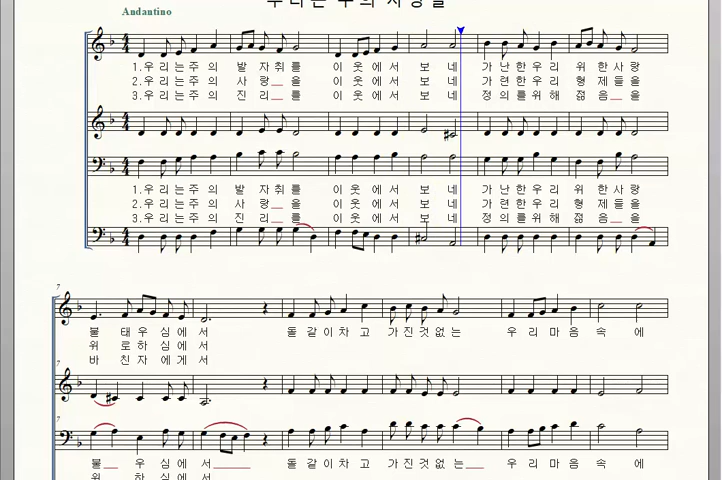 Andantino
1.우 리 는 주 의 발 자 취 를 이 웃 에 서 보 네 가 난 한 우 리 위 한 사 랑
2.우 리 는 주 의 사 랑 을 이 웃 에 서 보 네 가 련 한 우 리 형 제 들 을
3.우 리 는 주 의 진 리 를 이 웃 에 서 보 네 정 의 를 위 해 젊 음 을
1.우 리 는 주 의 발 자 취 를 이 웃 에 서 보 네 가 난 한 우 리 위 한 사 랑
2.우 리 는 주 의 사 랑 을 이 웃 에 서 보 네 가 련 한 우 리 형 제 들 을
3.우 리 는 주 의 진 리 를 이 웃 에 서 보 네 정 의 를 위 해 젊 음 을
7
불 태 우 심 에 서 돌 같 이 차 고 가 진 것 없 는 우 리 마 음 속 에
위 로 하 심 에 서
바 친 자 에 게 서
7
7
불 우 심 에 서 돌 같 이 차 고 가 진 것 없 는 우 리 마 음 속 에
위 하 심 에 서